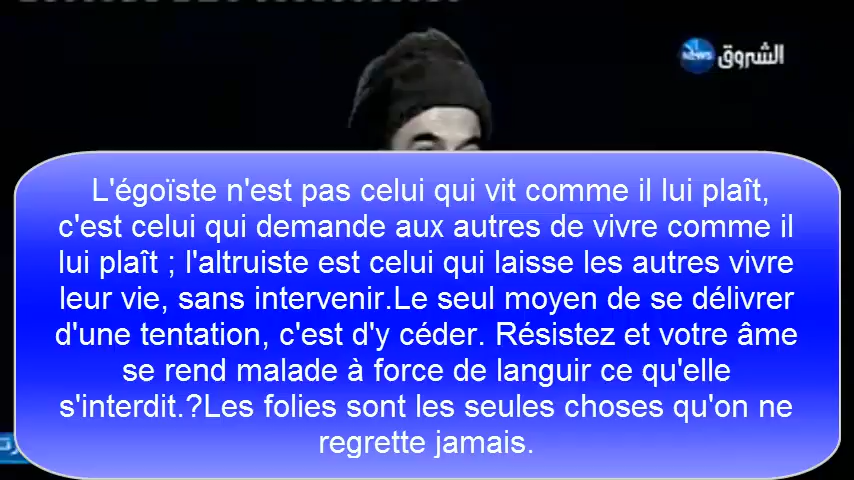 NEWS الشروق
L'égoïste n'est pas celui qui vit comme il lui plaît,
c'est celui qui demande aux autres de vivre comme il
lui plaît ; l'altruiste est celui qui laisse les autres vivre
leur vie, sans intervenir.Le seul moyen de se délivrer
d'une tentation, c'est d'y céder. Résistez et votre âme
se rend malade à force de languir ce qu'elle
s'interdit.?Les folies sont les seules choses qu'on ne
regrette jamais.